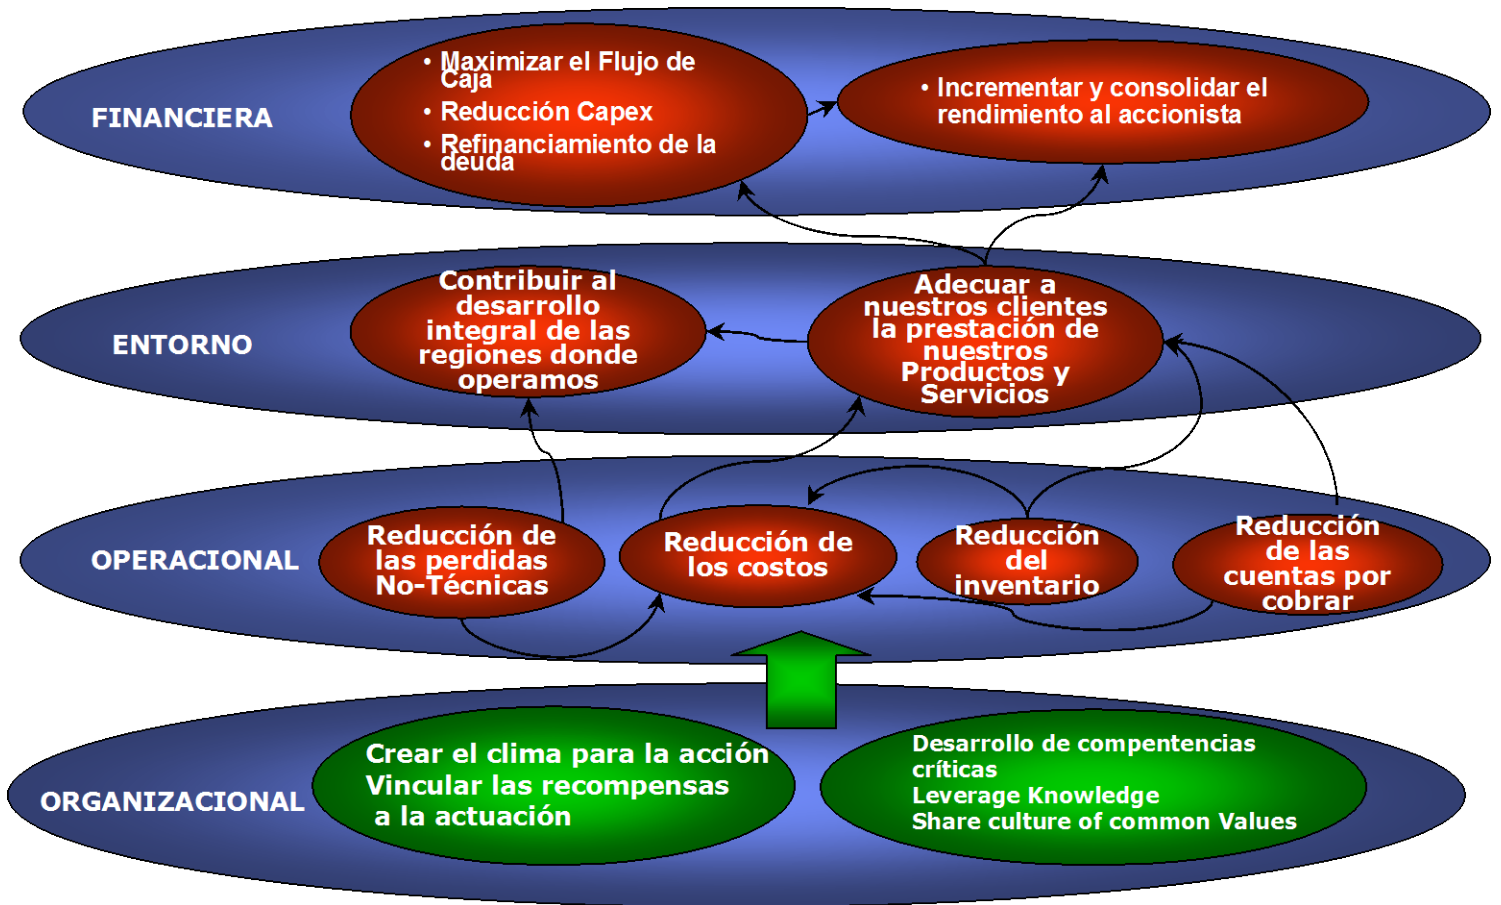 FINANCIERA
• Maximizar el Flujo de
Caja
• Reducción Capex
• Refinanciamiento de la
deuda
• Incrementar y consolidar el
rendimiento al accionista
ENTORNO
Contribuir al
desarrollo
integral de las
regiones donde
operamos
Adecuar a
nuestros clientes
la prestación de
nuestros
Productos y
Servicios
OPERACIONAL
Reducción de
las perdidas
No-Técnicas
Reducción de
los costos
Reducción
del
inventario
Reducción
de las
cuentas por
cobrar
ORGANIZACIONAL
Crear el clima para la acción
Vincular las recompensas
a la actuación
Desarrollo de compentencias
críticas
Leverage Knowledge
Share culture of common Values